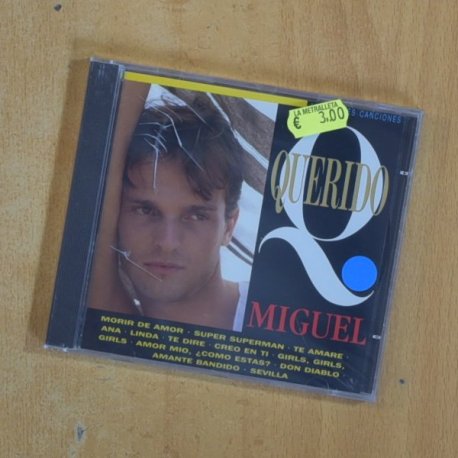 LA METRALLETA
€ 3.00
ES CANCIONES
Q
QUERIDO
MIGUEL
MORIR DE AMOR · SUPER SUPERMAN · TE AMARE ·
ANA · LINDA · TE DIRE · CREO EN TI · GIRLS, GIRLS,
GIRLS · AMOR MIO, ¿COMO ESTAS? · DON DIABLO ·
AMANTE BANDIDO · SEVILLA